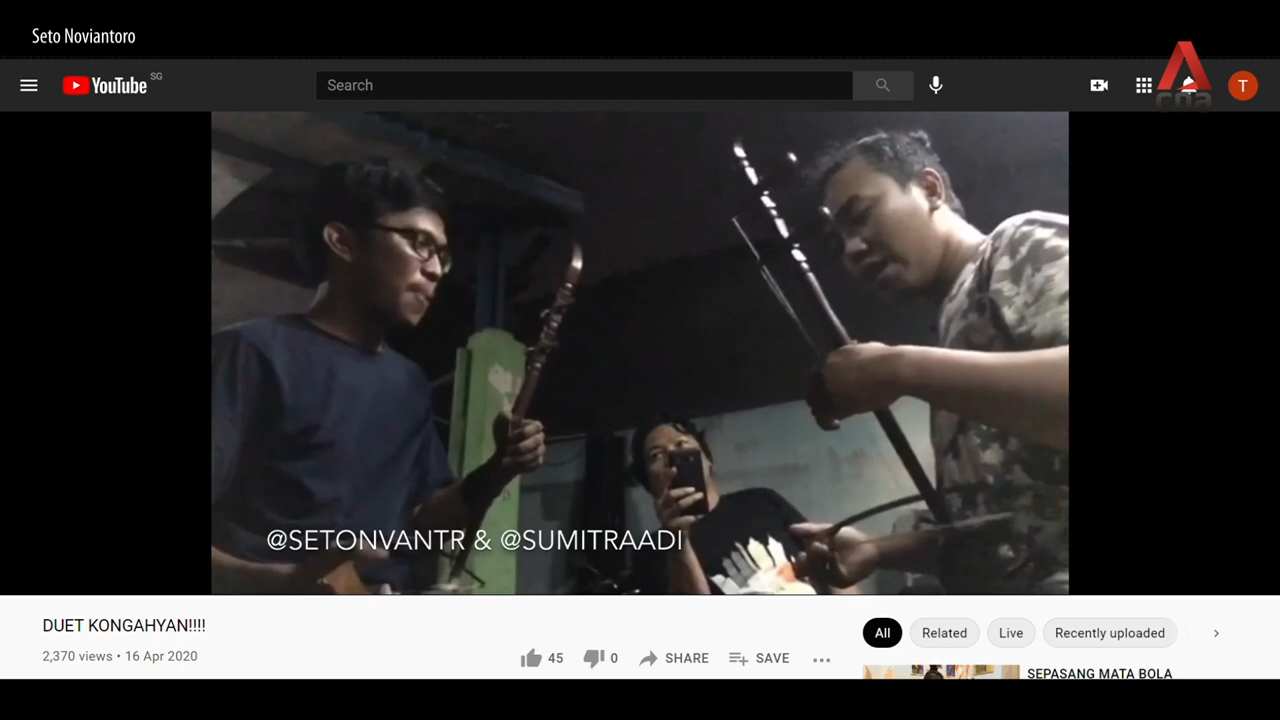 Seto Noviantoro
YouTube SG
Search
T
cna
@SETONVANTR & @SUMITRAADI
DUET KONGAHYAN!!!!
2,370 views • 16 Apr 2020
45
0
SHARE
SAVE
All
Related
Live
Recently uploaded
SEPASANG MATA BOLA